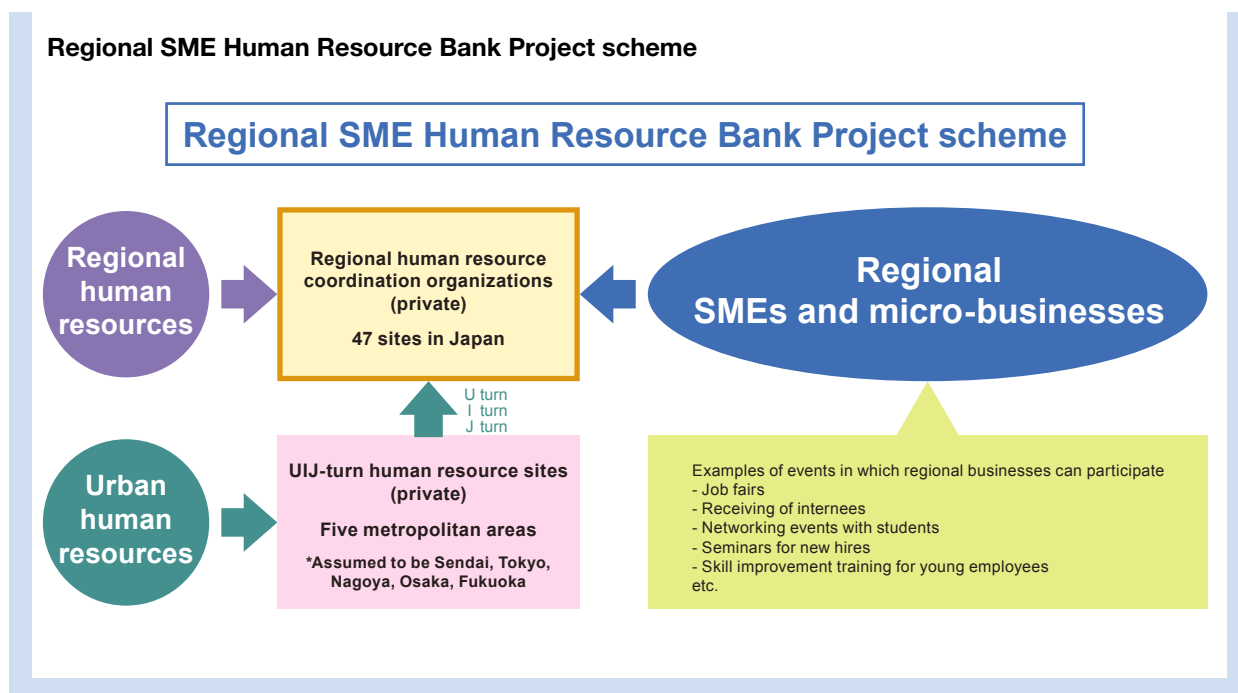 Regional SME Human Resource Bank Project scheme
Regional SME Human Resource Bank Project scheme
Regional
human
resources
Regional human resource
coordination organizations
(private)
47 sites in Japan
Regional
SMEs and micro-businesses
U turn
I turn
J turn
Urban
human
resources
UIJ-turn human resource sites
(private)
Five metropolitan areas
*Assumed to be Sendai, Tokyo,
Nagoya, Osaka, Fukuoka
Examples of events in which regional businesses can participate
- Job fairs
- Receiving of internees
- Networking events with students
- Seminars for new hires
- Skill improvement training for young employees
etc.